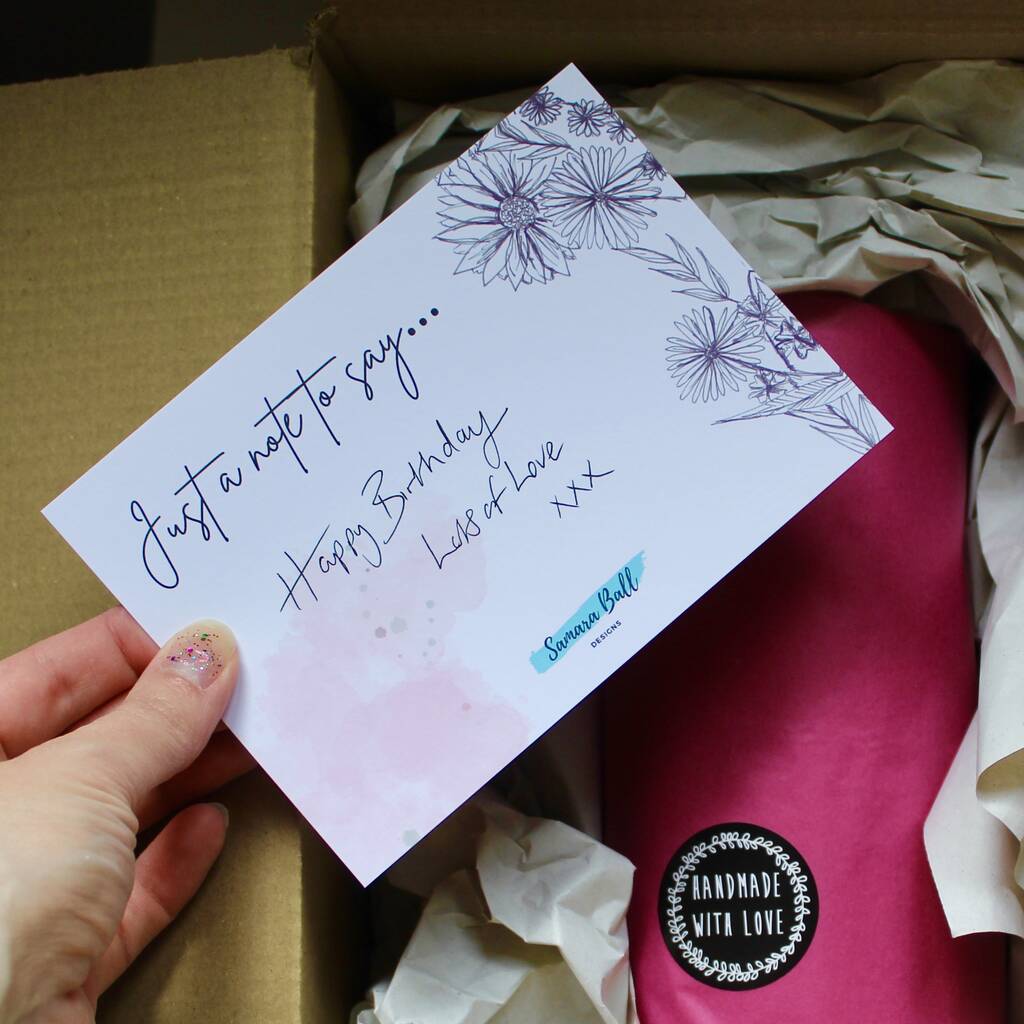 Just a note to say...
Happy Birthday
Lots of Love
xxx
Samara Ball
DESIGNS
HANDMADE
WITH LOVE